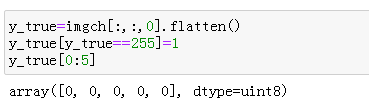 y_true=imgch[:,:,0].flatten()
y_true[y_true==255]=1
y_true[0:5]
array([0, 0, 0, 0, 0], dtype=uint8)